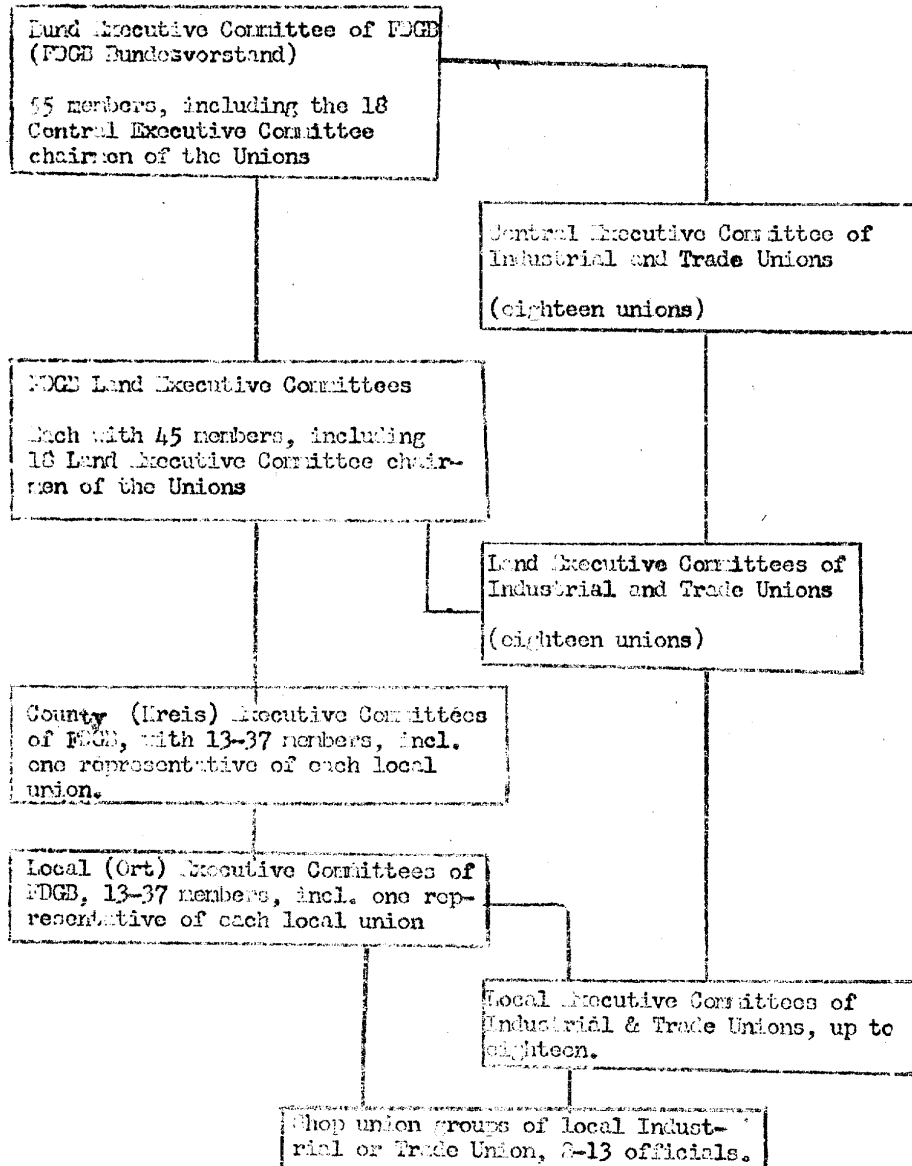 Bund Executive Committee of FDGB
(FDGB Bundesvorstand)
members, including the 18
Central Executive Committee
chairmen of the Unions
Central Executive Committee of
Industrial and Trade Unions
(eighteen unions)
FDGB Land Executive Committees
Each with 45 members, including
18 Land Executive Committee chair-
men of the Unions
Land Executive Committees of
Industrial and Trade Unions
(eighteen unions)
County (Kreis) Executive Committees
of FDGB, with 13-37 members, incl.
one representative of each local
union.
Local (Ort) Executive Committees of
FDGB, 13-37 members, incl. one rep-
resentative of each local union
Local Executive Committees of
Industrial & Trade Unions, up to
eighteen.
Shop union groups of local Indust-
rial or Trade Union, officials.